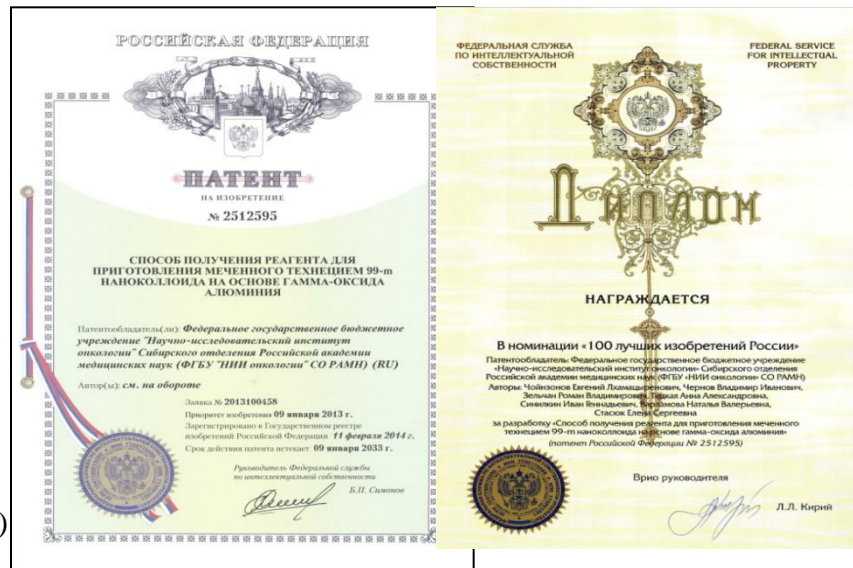 РОССИЙСКАЯ ФЕДЕРАЦИЯ
ПАТЕНТ
НА ИЗОБРЕТЕНИЕ
№ 2512595
СПОСОБ ПОЛУЧЕНИЯ РЕАГЕНТА ДЛЯ
ПРИГОТОВЛЕНИЯ МЕЧЕННОГО ТЕХНЕЦИЕМ 99-m
НАНОКОЛЛОИДА НА ОСНОВЕ ГАММА-ОКСИДА
АЛЮМИНИЯ
Патентообладатель(ли): Федеральное государственное бюджетное
учреждение "Научно-исследовательский институт
онкологии" Сибирского отделения Российской академии
медицинских наук (ФГБУ "НИИ онкологии" СО РАМН) (RU)
Автор(ы): см. на обороте
Заявка № 2013100458
Приоритет изобретения 09 января 2013 г.
Зарегистрировано в Государственном реестре
изобретений Российской Федерации 11 февраля 2014 г.
Срок действия патента истекает 09 января 2033 г.
Руководитель Федеральной службы
по интеллектуальной собственности
Б.П. Симонов
)
ФЕДЕРАЛЬНАЯ СЛУЖБА
ПО ИНТЕЛЛЕКТУАЛЬНОЙ
СОБСТВЕННОСТИ
FEDERAL SERVICE
FOR INTELLECTUAL
PROPERTY
ДИПЛОМ
НАГРАЖДАЕТСЯ
В номинации «100 лучших изобретений России»
Патентообладатель: Федеральное государственное бюджетное учреждение
«Научно-исследовательский институт онкологии» Сибирского отделения
Российской академии медицинских наук (ФГБУ «НИИ онкологии» СО РАМН)
Авторы: Чойнзонов Евгений Лхамацыренович, Чернов Владимир Иванович,
Зельчан Роман Владимирович, Тицкая Анна Александровна,
Синилкин Иван Геннадьевич, Варламова Наталья Валерьевна,
Стасюк Елена Сергеевна
за разработку «Способ получения реагента для приготовления меченного
технецием 99-m наноколлоида на основе гамма-оксида алюминия»
(патент Российской Федерации № 2512595)
Врио руководителя
Л.Л. Кирий